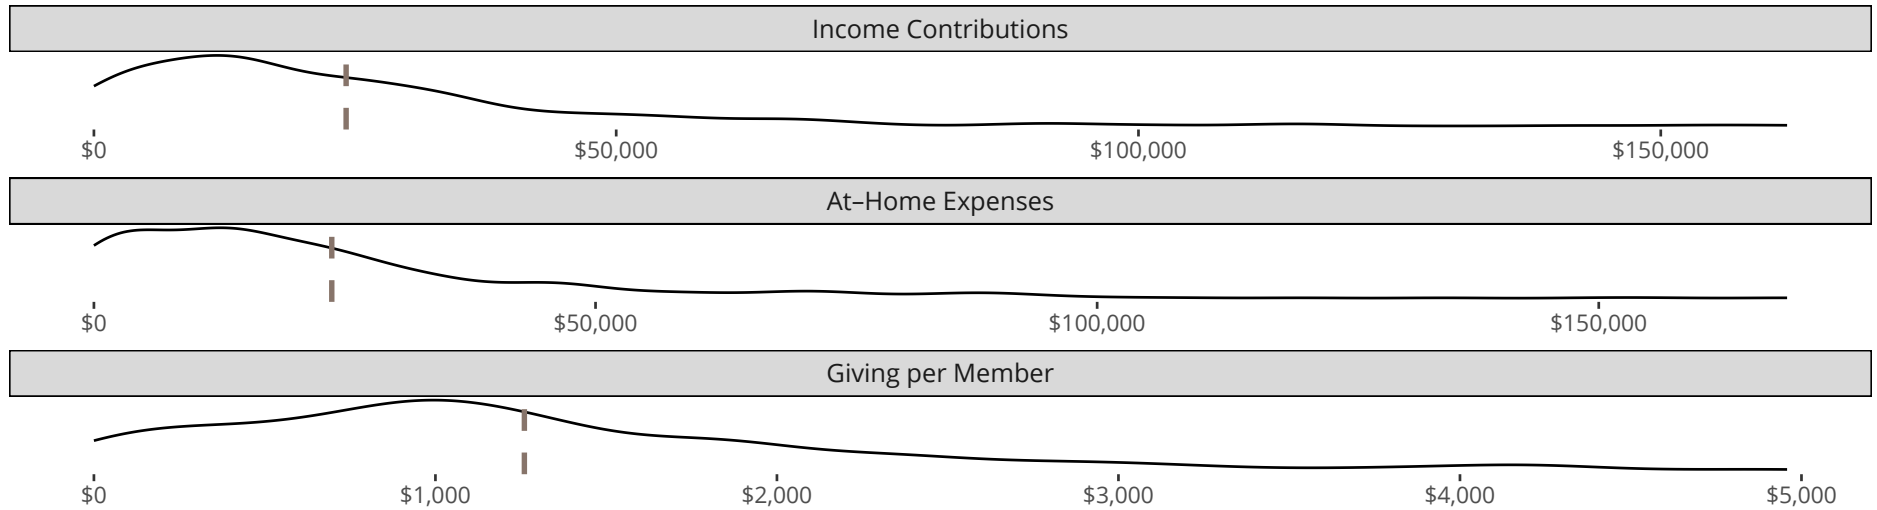 Income Contributions
$0 $50,000 $100,000 $150,000
At–Home Expenses
$0 $50,000 $100,000 $150,000
Giving per Member
$0 $1,000 $2,000 $3,000 $4,000 $5,000